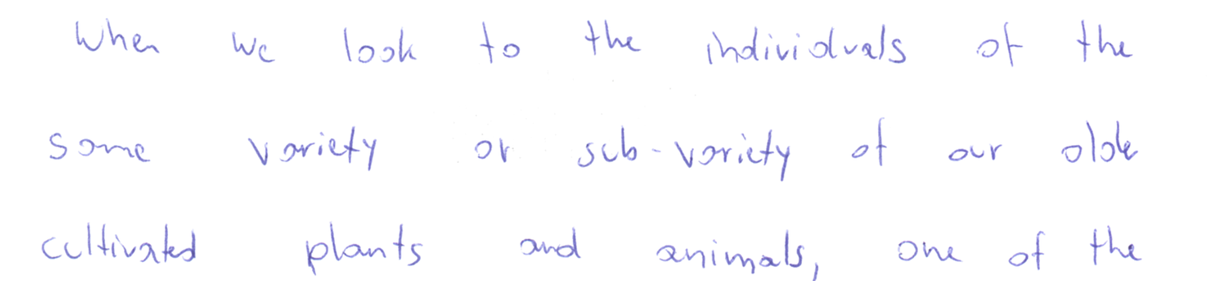 When we look to the individuals of the
same variety or sub-variety of our olde
cultivated plants and animals, one of the